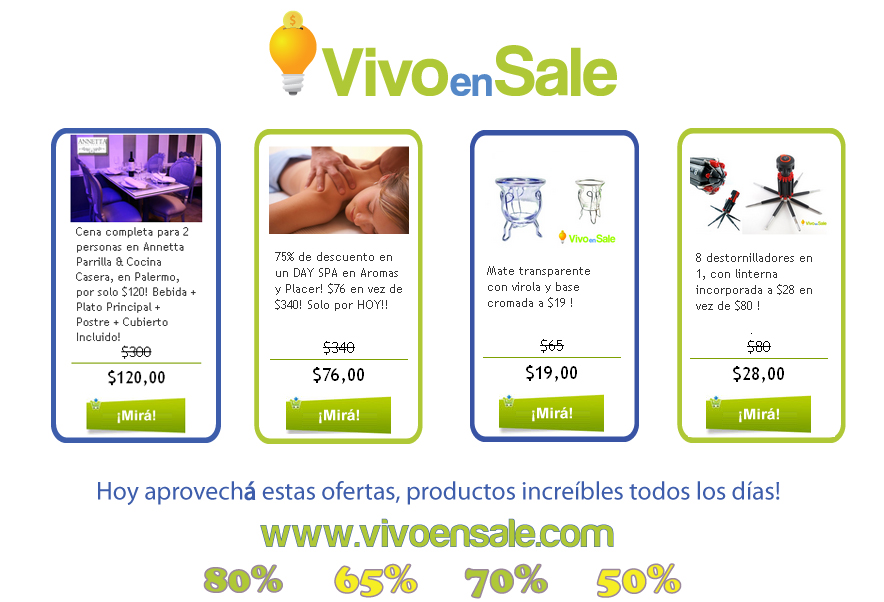 $
VivoenSale
ANNETTA
Cena completa para 2
personas en Annetta
Parrilla & Cocina
Casera, en Palermo,
por solo $120! Bebida +
Plato Principal +
Postre + Cubierto
Incluido!
$300
$120,00
¡Mirá!
75% de descuento en
un DAY SPA en Aromas
y Placer! $76 en vez de
$340! Solo por HOY!!
$340
$76,00
¡Mirá!
VivoenSale
Mate transparente
con virola y base
cromada a $19 !
$65
$19,00
¡Mirá!
VivoenSale
8 destornilladores en
1, con linterna
incorporada a $28 en
vez de $80 !
.
$80
$28,00
¡Mirá!
Hoy aprovechá estas ofertas, productos increíbles todos los días!
www.vivoensale.com
80% 65% 70% 50%